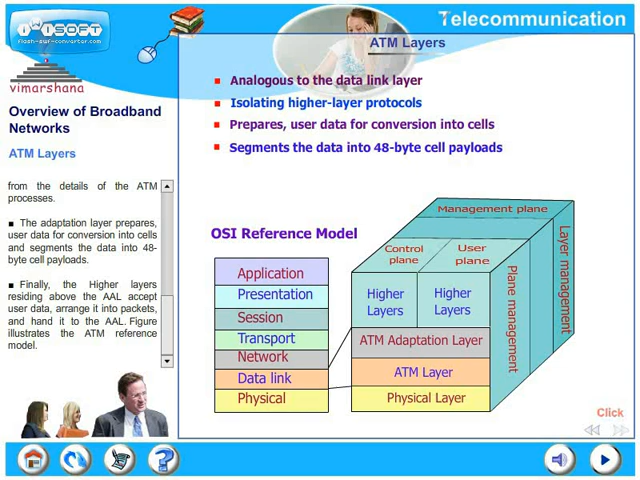 iWiSOFT
flash-swf-converter.com
Telecommunication
ATM Layers
vimarshana
Overview of Broadband
Networks
ATM Layers
from the details of the ATM
processes.
■ The adaptation layer prepares,
user data for conversion into cells
and segments the data into 48-
byte cell payloads.
■ Finally, the Higher layers
residing above the AAL accept
user data, arrange it into packets,
and hand it to the AAL. Figure
illustrates the ATM reference
model.
Analogous to the data link layer
Isolating higher-layer protocols
Prepares, user data for conversion into cells
Segments the data into 48-byte cell payloads
OSI Reference Model
Application
Presentation
Session
Transport
Network
Data link
Physical
Management plane
Control
plane
User
plane
Higher
Layers
Higher
Layers
ATM Adaptation Layer
ATM Layer
Physical Layer
Plane management
Layer management
Click